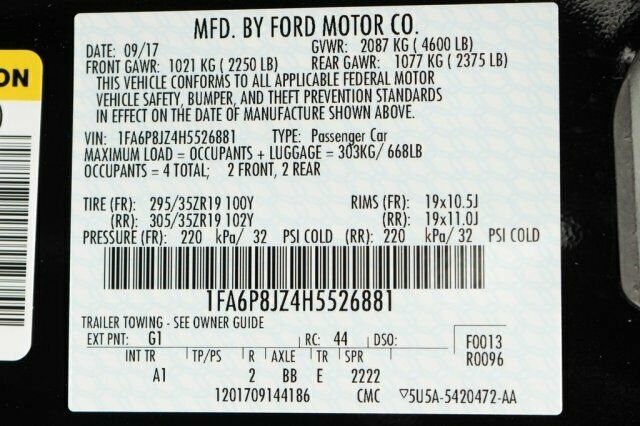 MFD. BY FORD MOTOR CO.
DATE: 09/17 GVWR: 2087 KG (4600 LB)
FRONT GAWR: 1021 KG (2250 LB) REAR GAWR: 1077 KG (2375 LB)
THIS VEHICLE CONFORMS TO ALL APPLICABLE FEDERAL MOTOR
VEHICLE SAFETY, BUMPER, AND THEFT PREVENTION STANDARDS
IN EFFECT ON THE DATE OF MANUFACTURE SHOWN ABOVE.
VIN: 1FA6P8JZ4H5526881 TYPE: Passenger Car
MAXIMUM LOAD = OCCUPANTS + LUGGAGE = 303KG/ 668LB
OCCUPANTS = 4 TOTAL; 2 FRONT, 2 REAR
TIRE (FR): 295/35ZR19 100Y RIMS (FR): 19x10.5J
(RR): 305/35ZR19 102Y (RR): 19x11.0J
PRESSURE (FR): 220 kPa/ 32 PSI COLD (RR): 220 kPa/ 32 PSI COLD
1FA6P8JZ4H5526881
TRAILER TOWING - SEE OWNER GUIDE
EXT PNT: G1 RC: 44 DSO: F0013
INT TR TP/PS R AXLE TR SPR R0096
A1 2 BB E 2222
1201709144186 CMC ▽5U5A-5420472-AA
ON